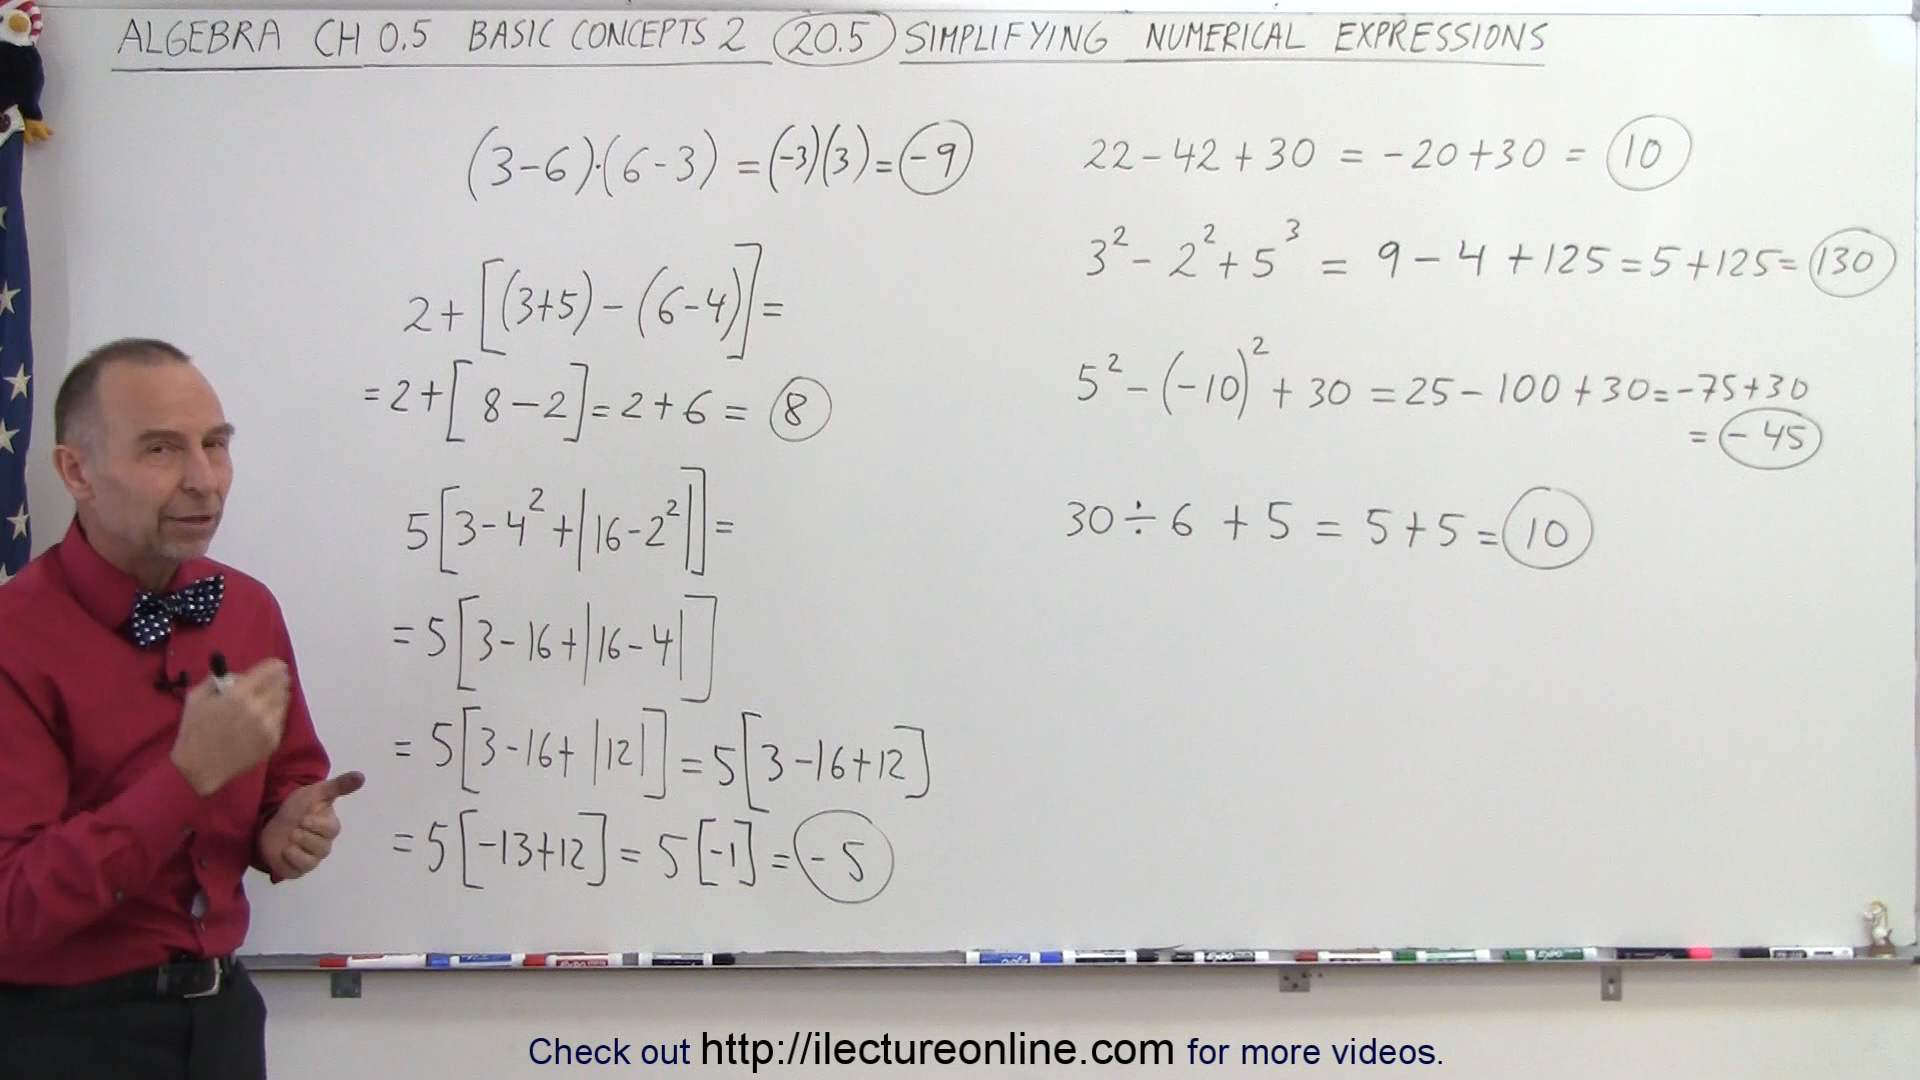 ALGEBRA CH 0.5 BASIC CONCEPTS 2 20.5 SIMPLIFYING NUMERICAL EXPRESSIONS
(3-6)·(6-3) = (-3)(3) = -9
2+[(3+5)-(6-4)]=
=2+[8-2]=2+6= 8
5[3-4²+|16-2²|]=
=5[3-16+|16-4|]
=5[3-16+|12|]=5[3-16+12]
=5[-13+12]=5[-1]=-5
22-42+30 = -20+30 = 10
3²-2²+5³ = 9-4+125=5+125=130
5²-(-10)²+30=25-100+30=-75+30
=-45
30÷6+5=5+5=10
Check out http://ilectureonline.com for more videos.